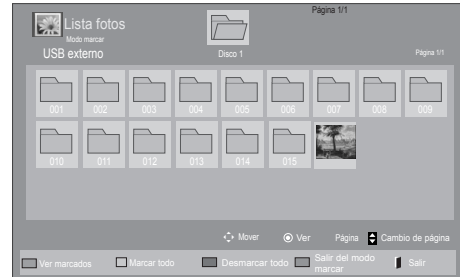 Página 1/1
Lista fotos
Modo marcar
USB externo
Disco 1
Página 1/1
001 002 003 004 005 006 007 008 009
010 011 012 013 014 015
Mover Ver Página Cambio de página
Ver marcados Marcar todo Desmarcar todo Salir del modo marcar Salir